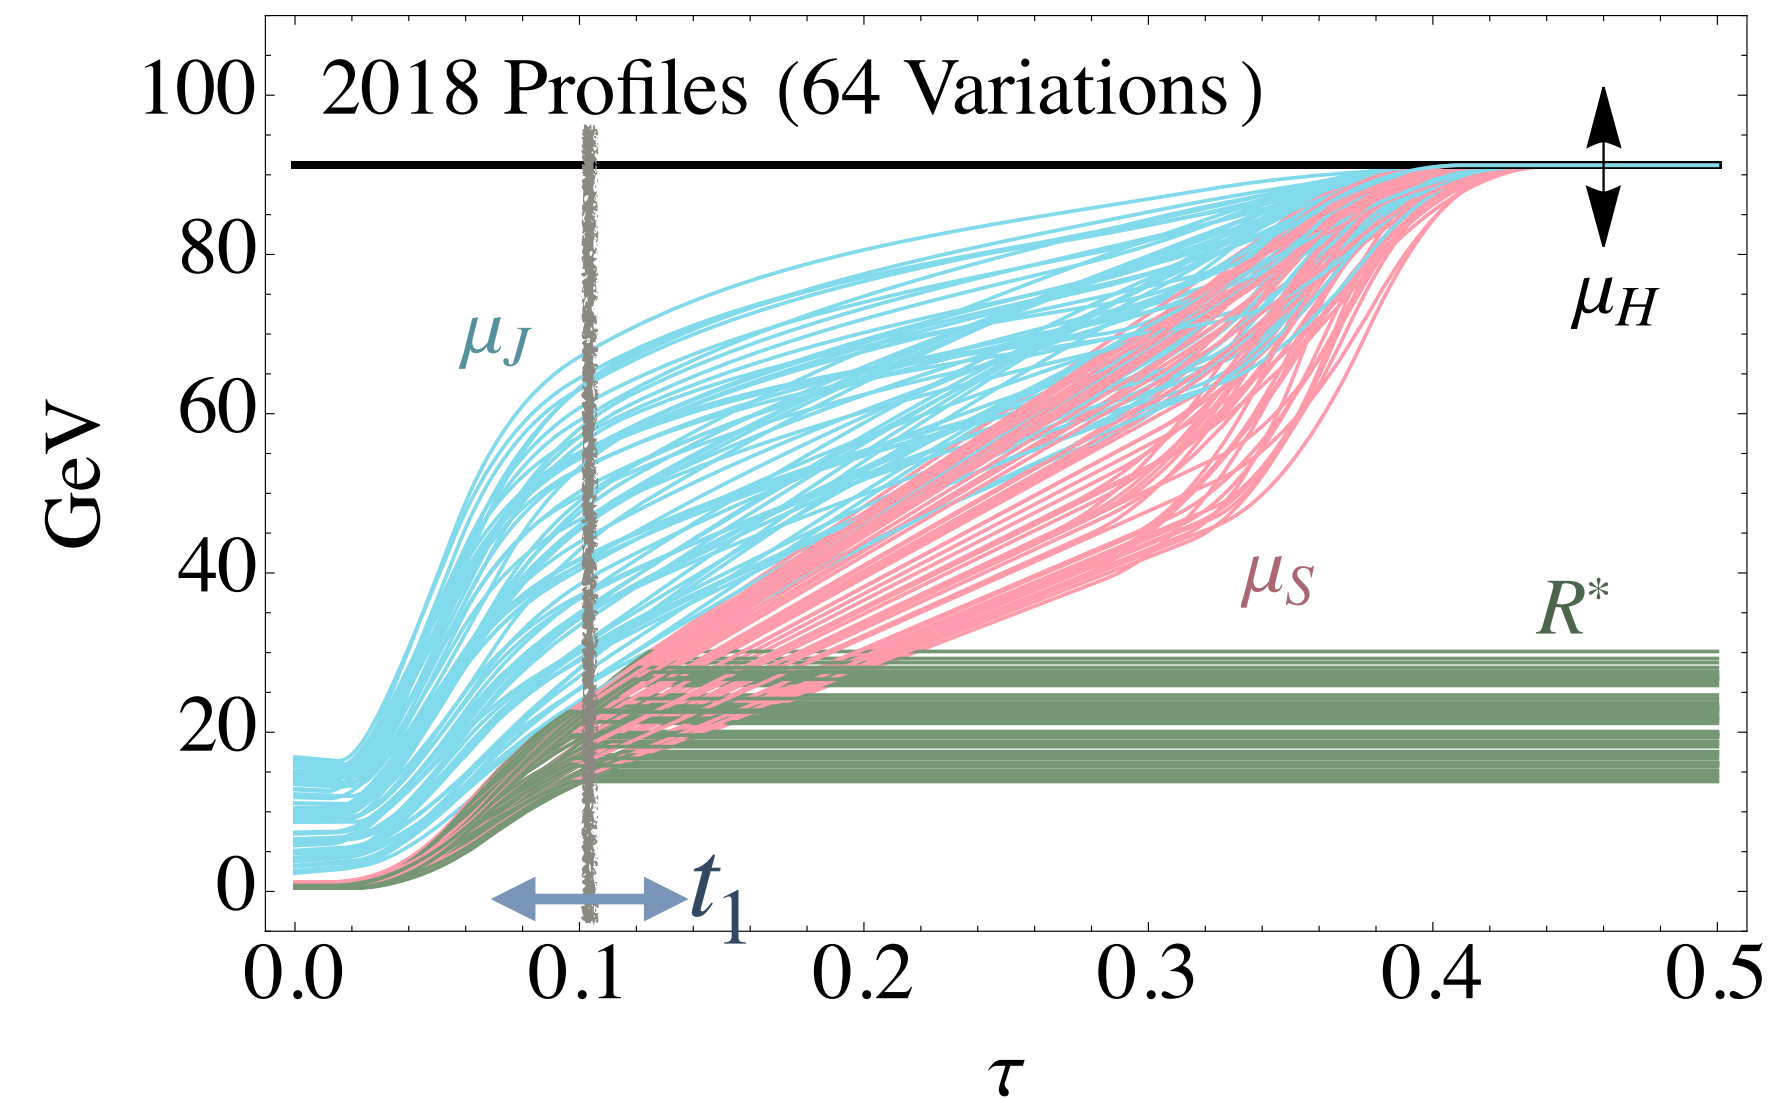 2018 Profiles (64 Variations)
100
80
60
40
20
0
GeV
μJ
μH
μS
R*
t1
0.0 0.1 0.2 0.3 0.4 0.5
τ